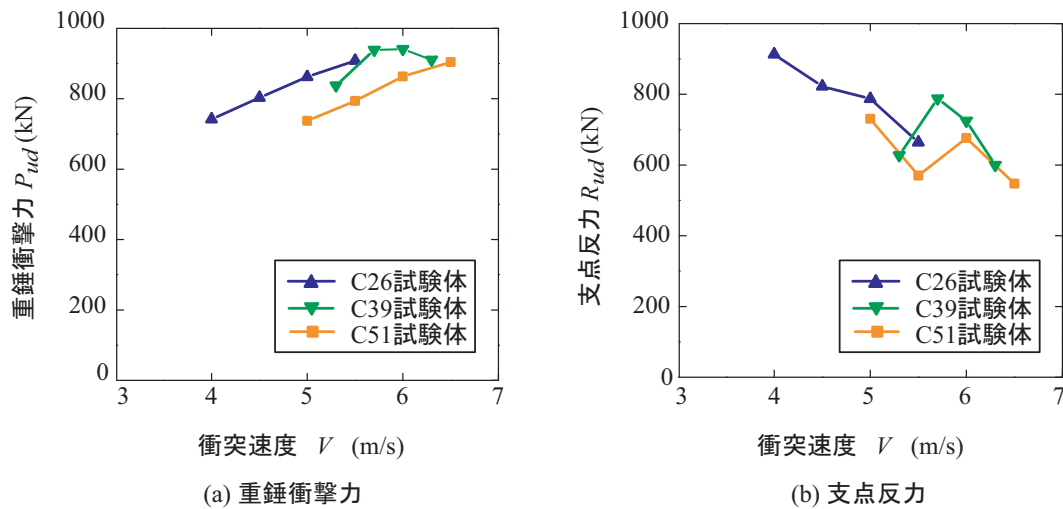 1000
800
600
400
200
0
重錘衝撃力 P_ud (kN)
C26試験体
C39試験体
C51試験体
3 4 5 6 7
衝突速度 V (m/s)
(a) 重錘衝撃力
1000
800
600
400
200
0
支点反力 R_ud (kN)
C26試験体
C39試験体
C51試験体
3 4 5 6 7
衝突速度 V (m/s)
(b) 支点反力